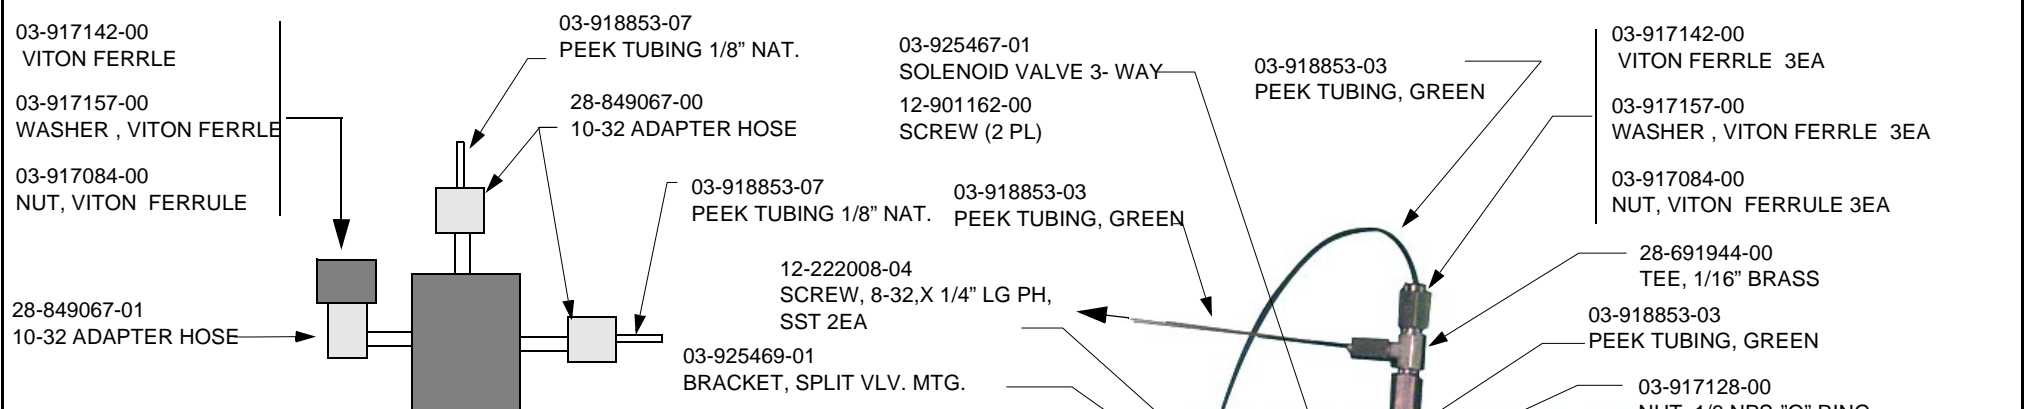 03-917142-00
VITON FERRLE
03-917157-00
WASHER , VITON FERRLE
03-917084-00
NUT, VITON FERRULE
28-849067-01
10-32 ADAPTER HOSE
03-918853-07
PEEK TUBING 1/8” NAT.
28-849067-00
10-32 ADAPTER HOSE
03-918853-07
PEEK TUBING 1/8” NAT.
03-925467-01
SOLENOID VALVE 3- WAY
12-901162-00
SCREW (2 PL)
03-918853-03
PEEK TUBING, GREEN
12-222008-04
SCREW, 8-32,X 1/4” LG PH,
SST 2EA
03-925469-01
BRACKET, SPLIT VLV. MTG.
03-918853-03
PEEK TUBING, GREEN
03-917142-00
VITON FERRLE 3EA
03-917157-00
WASHER , VITON FERRLE 3EA
03-917084-00
NUT, VITON FERRULE 3EA
28-691944-00
TEE, 1/16” BRASS
03-918853-03
PEEK TUBING, GREEN
03-917128-00
NUT, 1/8 NPS "O" RING